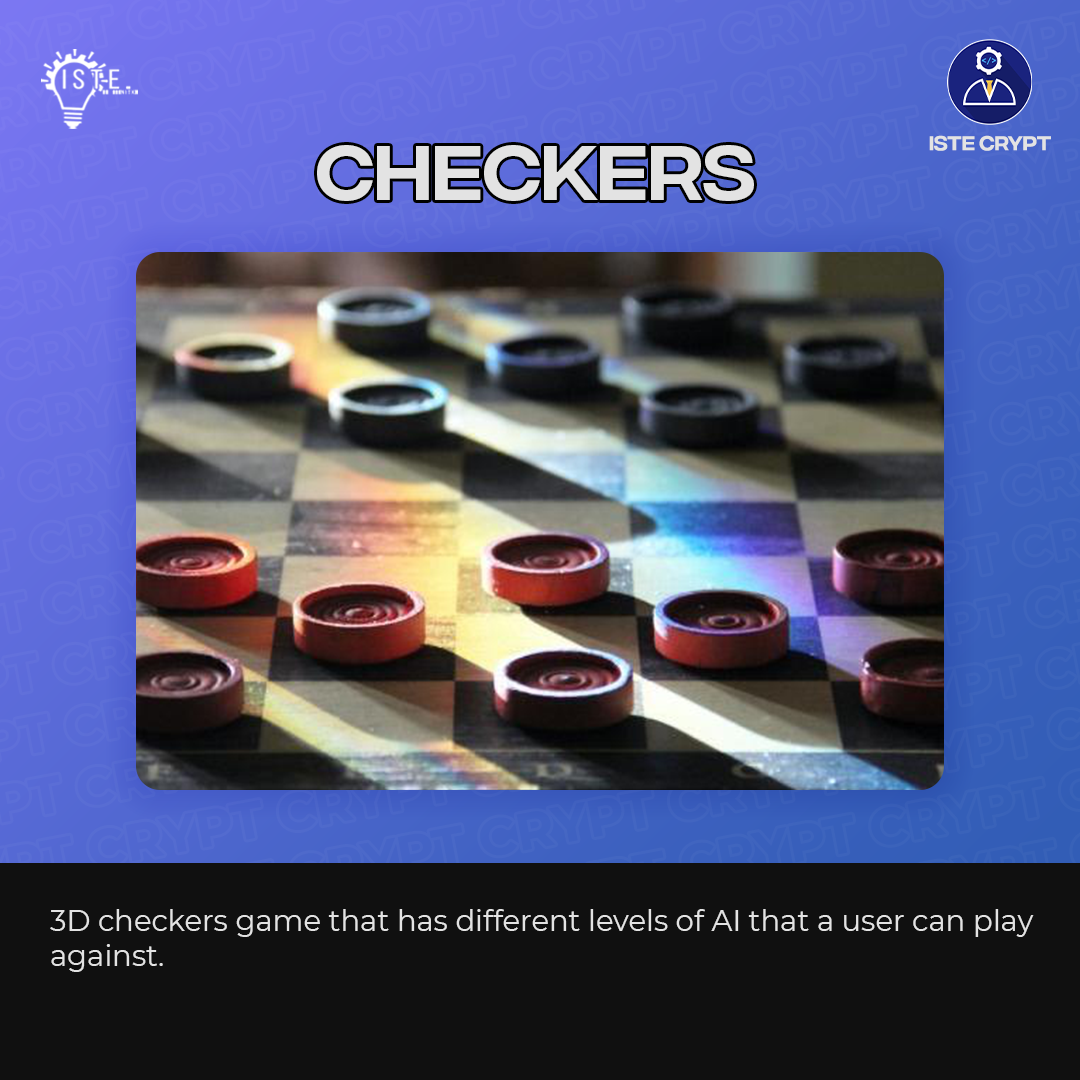 ISTE
ISTE CRYPT
CHECKERS
3D checkers game that has different levels of AI that a user can play
against.